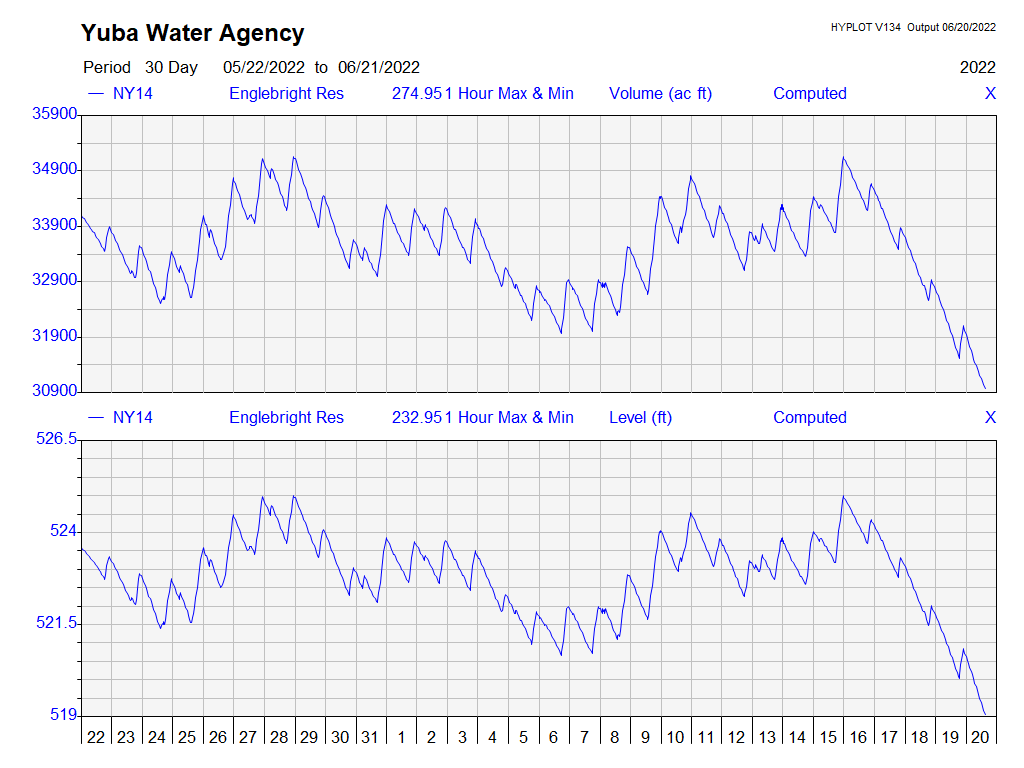 Yuba Water Agency
HYPLOT V134 Output 06/20/2022
Period 30 Day 05/22/2022 to 06/21/2022 2022
NY14 Englebright Res 274.951 Hour Max & Min Volume (ac ft) Computed X
35900
34900
33900
32900
31900
30900
NY14 Englebright Res 232.951 Hour Max & Min Level (ft) Computed X
526.5
524
521.5
519
22 23 24 25 26 27 28 29 30 31 1 2 3 4 5 6 7 8 9 10 11 12 13 14 15 16 17 18 19 20